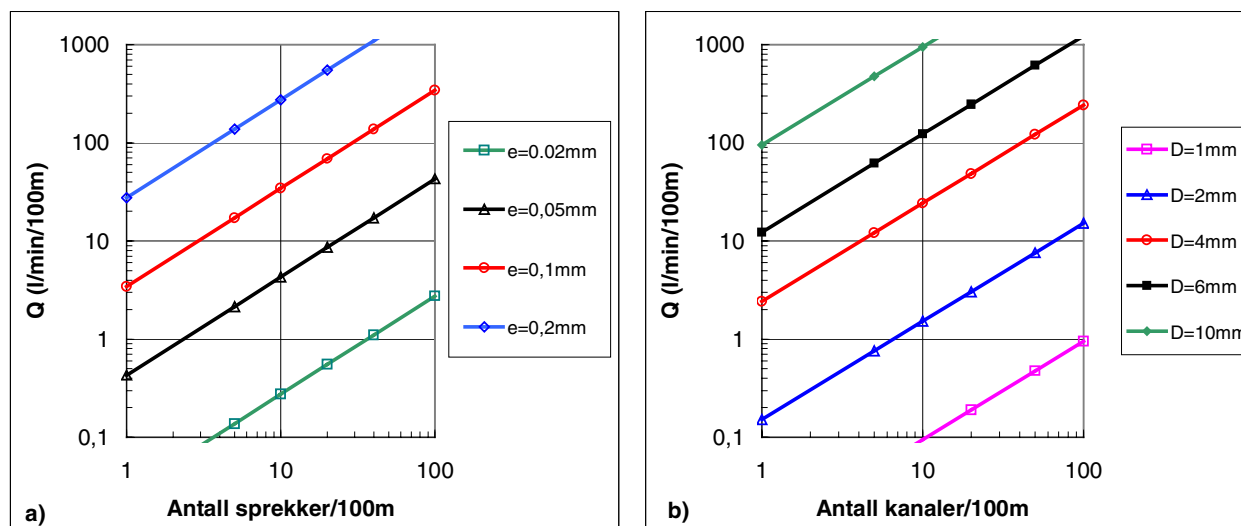 1000
100
10
1
0,1
Q (l/min/100m)
1 10 100
Antall sprekker/100m
a)
e=0.02mm
e=0,05mm
e=0,1mm
e=0,2mm
1000
100
10
1
0,1
Q (l/min/100m)
1 10 100
Antall kanaler/100m
b)
D=1mm
D=2mm
D=4mm
D=6mm
D=10mm